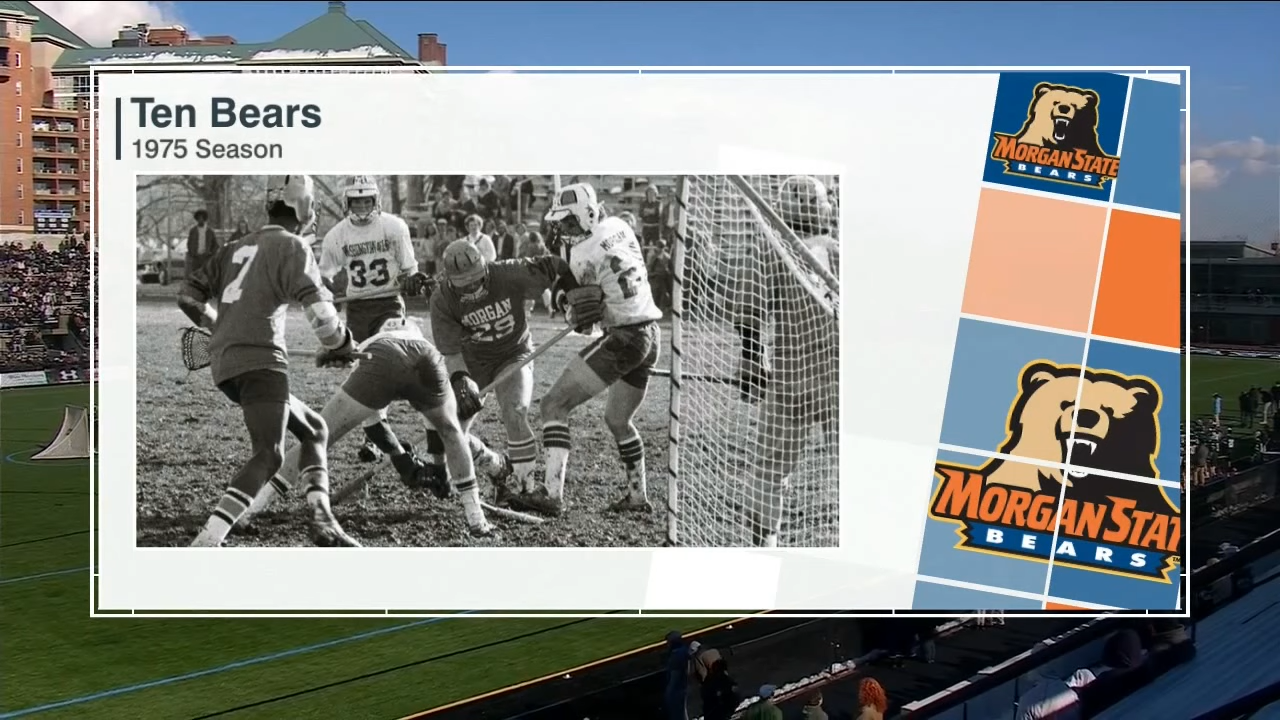 Ten Bears
1975 Season
MORGAN STATE
BEARS
7
33
MORGAN
29
MORGAN STAT
BEARS